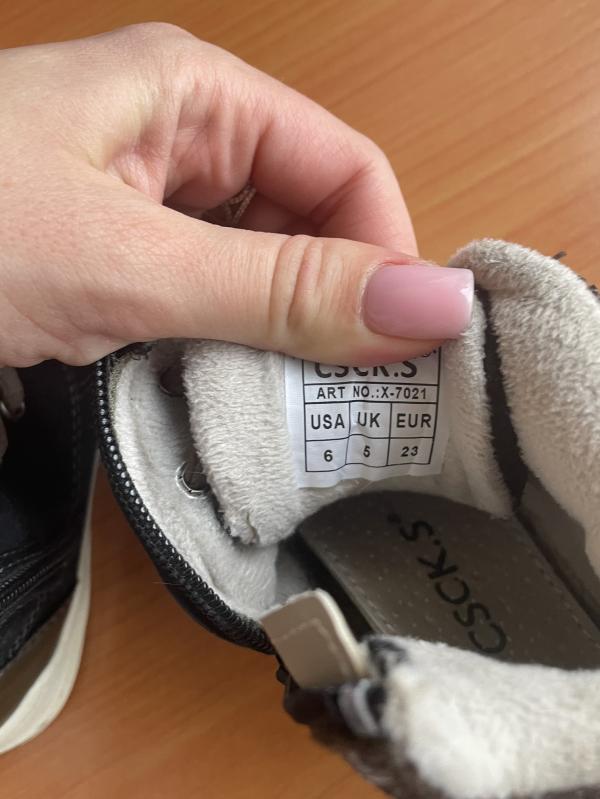 CSCK.S
ART NO.:X-7021
USA UK EUR
6 5 23
CSCK.S®